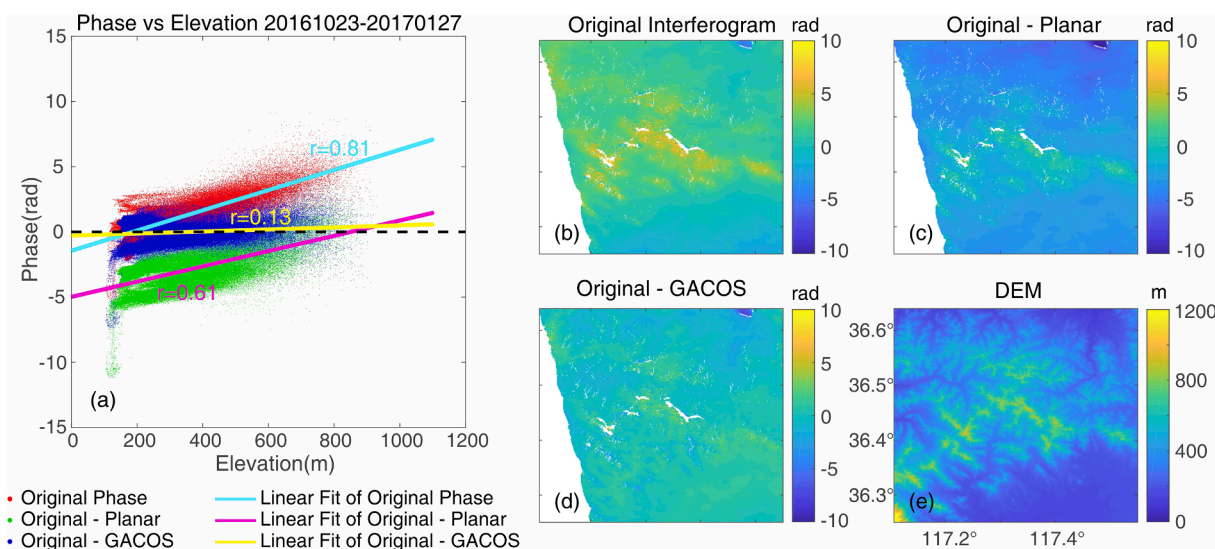 Phase vs Elevation 20161023-20170127
15
10
5
0
-5
-10
-15
Phase(rad)
r=0.81
r=0.13
r=0.61
(a)
0 200 400 600 800 1000 1200
Elevation(m)
Original Phase
Original - Planar
Original - GACOS
Linear Fit of Original Phase
Linear Fit of Original - Planar
Linear Fit of Original - GACOS
Original Interferogram
rad
10
5
0
-5
-10
(b)
Original - Planar
rad
10
5
0
-5
-10
(c)
Original - GACOS
rad
10
5
0
-5
-10
(d)
DEM
m
1200
800
400
0
36.6°
36.5°
36.4°
36.3°
(e)
117.2° 117.4°